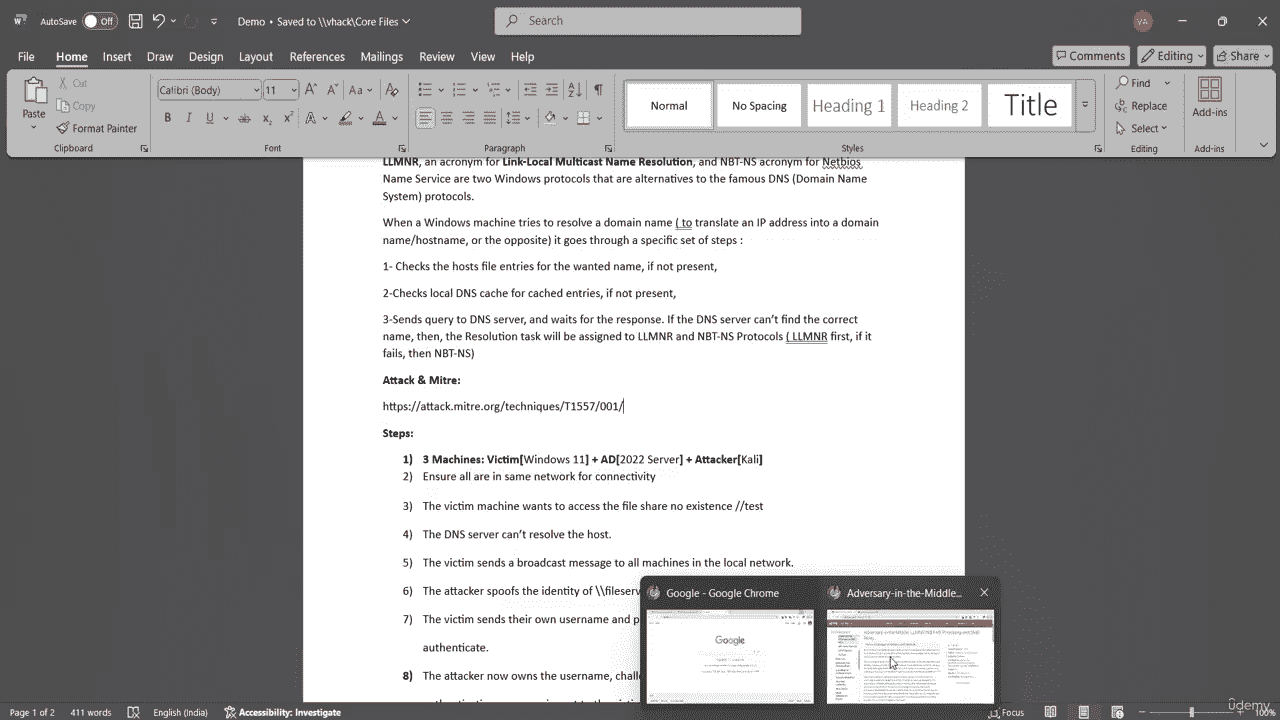 AutoSave Off Demo • Saved to \\vhack\Core Files Search VA
File Home Insert Draw Design Layout References Mailings Review View Help Comments Editing Share
Paste Cut Copy Format Painter Clipboard
Calibri (Body) Aa Font
Paragraph
Normal No Spacing Heading 1 Heading 2 Title Styles
Find Replace Select Editing
Add-ins Add-ins
LLMNR, an acronym for Link-Local Multicast Name Resolution, and NBT-NS acronym for Netbios
Name Service are two Windows protocols that are alternatives to the famous DNS (Domain Name
System) protocols.
When a Windows machine tries to resolve a domain name ( to translate an IP address into a domain
name/hostname, or the opposite) it goes through a specific set of steps :
1- Checks the hosts file entries for the wanted name, if not present,
2-Checks local DNS cache for cached entries, if not present,
3-Sends query to DNS server, and waits for the response. If the DNS server can't find the correct
name, then, the Resolution task will be assigned to LLMNR and NBT-NS Protocols ( LLMNR first, if it
fails, then NBT-NS)
Attack & Mitre:
https://attack.mitre.org/techniques/T1557/001/
Steps:
1) 3 Machines: Victim[Windows 11] + AD[2022 Server] + Attacker[Kali]
2) Ensure all are in same network for connectivity
3) The victim machine wants to access the file share no existence //test
4) The DNS server can't resolve the host.
5) The victim sends a broadcast message to all machines in the local network.
6) The attacker spoofs the identity of \\fileserv
7) The victim sends their own username and p
authenticate.
8) The attacker now owns the username,
Google - Google Chrome
Adversary-in-the-Middle...
Google
Focus
100%
udemy